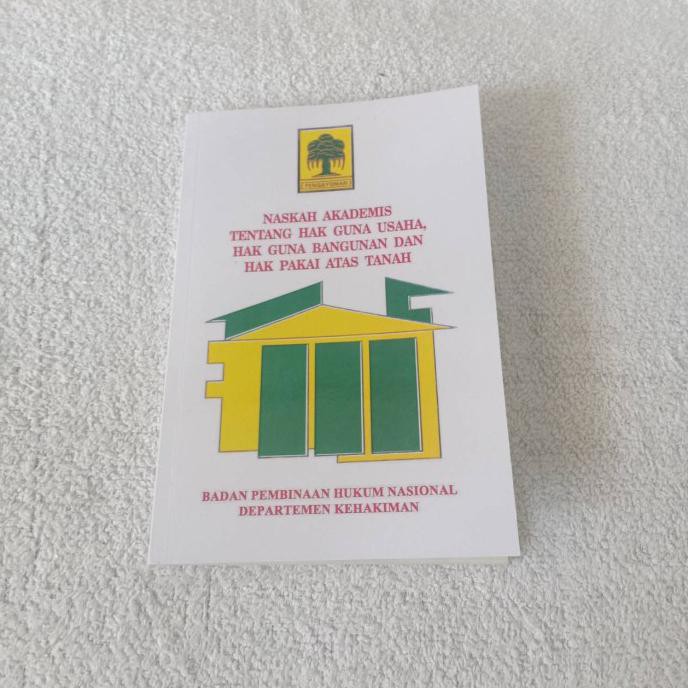 PENGAYOMAN
NASKAH AKADEMIS
TENTANG HAK GUNA USAHA,
HAK GUNA BANGUNAN DAN
HAK PAKAI ATAS TANAH
BADAN PEMBINAAN HUKUM NASIONAL
DEPARTEMEN KEHAKIMAN